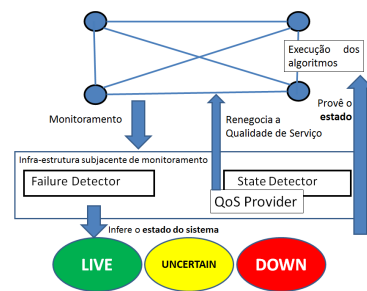 Execução dos
algoritmos
Monitoramento
Renegocia a
Qualidade de Serviço
Provê o
estado
Infra-estrutura subjacente de monitoramento
Failure Detector
State Detector
QoS Provider
Infere o estado do sistema
LIVE
UNCERTAIN
DOWN